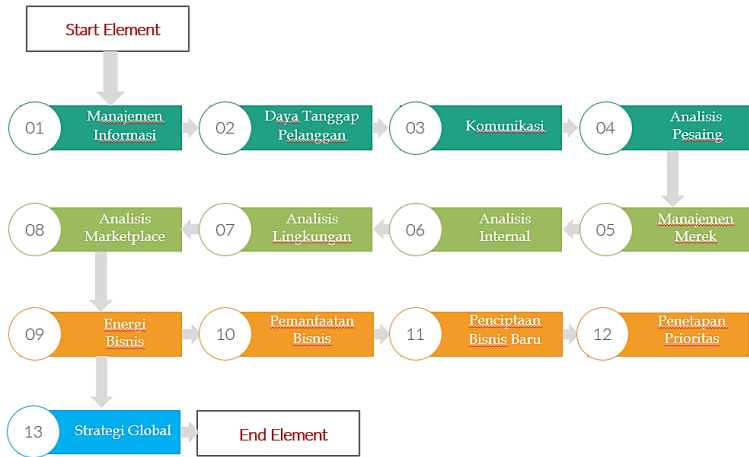 Start Element
01
Manajemen
Informasi
02
Daya Tanggap
Pelanggan
03
Komunikasi
04
Analisis
Pesaing
08
Analisis
Marketplace
07
Analisis
Lingkungan
06
Analisis
Internal
05
Manajemen
Merek
09
Energi
Bisnis
10
Pemanfaatan
Bisnis
11
Penciptaan
Bisnis Baru
12
Penetapan
Prioritas
13
Strategi Global
End Element